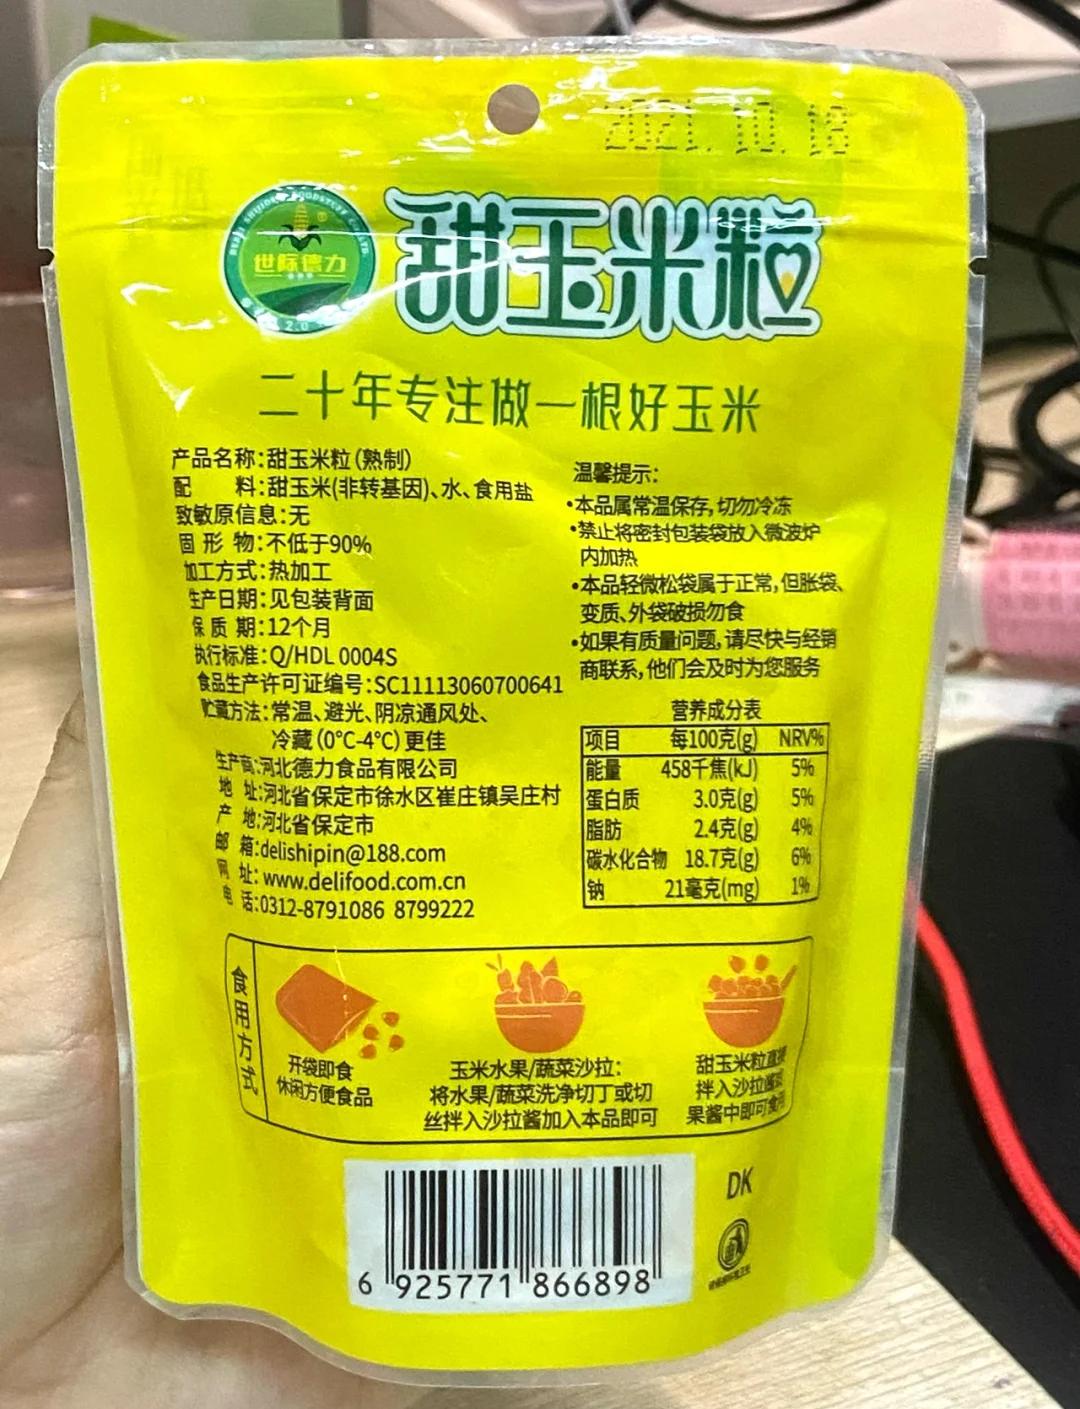 2021.10.18
世际德力
甜玉米粒
二十年专注做一根好玉米
产品名称:甜玉米粒(熟制)
配 料:甜玉米(非转基因)、水、食用盐
致敏原信息:无
固 形 物:不低于90%
加工方式:热加工
生产日期:见包装背面
保 质 期:12个月
执行标准:Q/HDL 0004S
食品生产许可证编号:SC11113060700641
贮藏方法:常温、避光、阴凉通风处、
冷藏(0°C-4°C)更佳
生产商:河北德力食品有限公司
地 址:河北省保定市徐水区崔庄镇吴庄村
产 地:河北省保定市
邮 箱:delishipin@188.com
网 址:www.delifood.com.cn
电 话:0312-8791086 8799222
温馨提示:
•本品属常温保存,切勿冷冻
•禁止将密封包装袋放入微波炉
内加热
•本品轻微松袋属于正常,但胀袋、
变质、外袋破损勿食
•如果有质量问题,请尽快与经销
商联系,他们会及时为您服务
营养成分表
项目 每100克(g) NRV%
能量 458千焦(kJ) 5%
蛋白质 3.0克(g) 5%
脂肪 2.4克(g) 4%
碳水化合物 18.7克(g) 6%
钠 21毫克(mg) 1%
食用方式
开袋即食
休闲方便食品
玉米水果/蔬菜沙拉:
将水果/蔬菜洗净切丁或切
丝拌入沙拉酱加入本品即可
甜玉米粒直接
拌入沙拉酱或
果酱中即可食用
6 925771 866898
DK